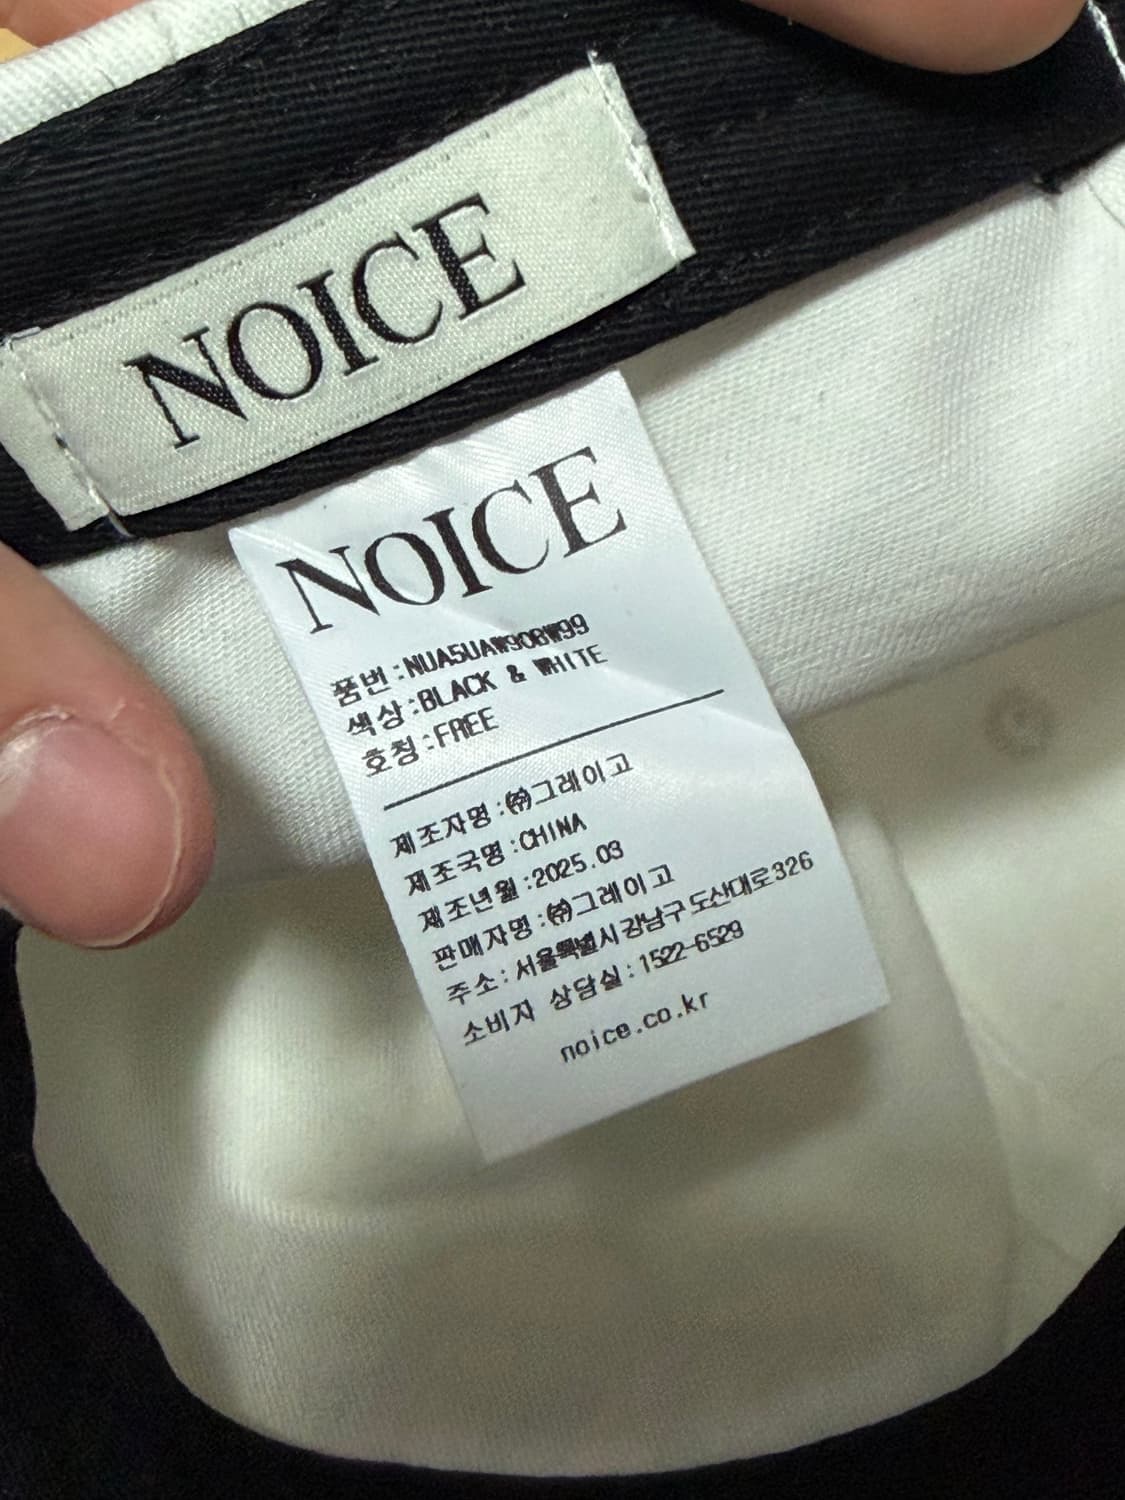 NOICE
NOICE
품번:NUA5UAW90BW99
색상:BLACK & WHITE
호칭:FREE
제조자명:㈜그레이고
제조국명:CHINA
제조년월:2025.03
판매자명:㈜그레이고
주소:서울특별시강남구도산대로326
소비자 상담실:1522-6529
noice.co.kr